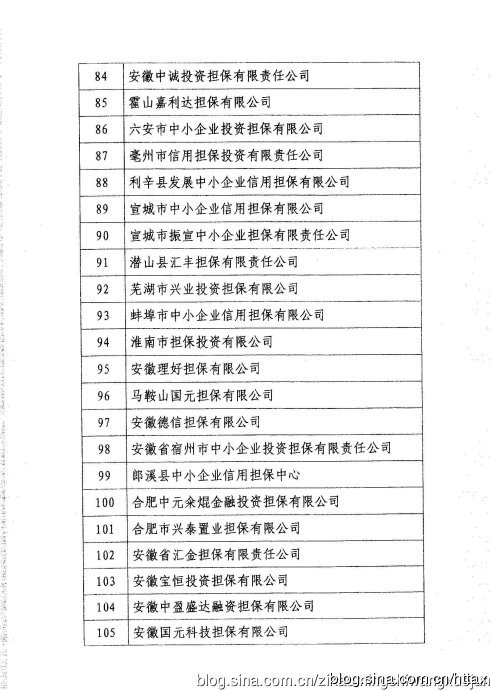 84 安徽中诚投资担保有限责任公司
85 霍山嘉利达担保有限公司
86 六安市中小企业投资担保有限公司
87 亳州市信用担保投资有限责任公司
88 利辛县发展中小企业信用担保有限公司
89 宣城市中小企业信用担保有限公司
90 宣城市振宣中小企业担保有限责任公司
91 潜山县汇丰担保有限责任公司
92 芜湖市兴业投资担保有限公司
93 蚌埠市中小企业信用担保有限公司
94 淮南市担保投资有限公司
95 安徽理好担保有限公司
96 马鞍山国元担保有限公司
97 安徽德信担保有限公司
98 安徽省宿州市中小企业投资担保有限责任公司
99 郎溪县中小企业信用担保中心
100 合肥中元汆焜金融投资担保有限公司
101 合肥市兴泰置业担保有限公司
102 安徽省汇金担保有限责任公司
103 安徽宝恒投资担保有限公司
104 安徽中盈盛达融资担保有限公司
105 安徽国元科技担保有限公司
blog.sina.com.cn/